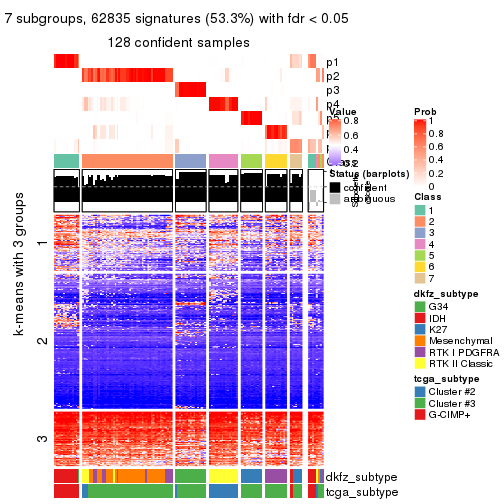 7 subgroups, 62835 signatures (53.3%) with fdr < 0.05
128 confident samples
p1
p2
p3
p4
k-means with 3 groups
1
2
3
Value
0.8
0.6
0.4
Status (barplots)
confident
ambiguous
Prob
1
0.8
0.6
0.4
0.2
0
Class
1
2
3
4
5
6
7
dkfz_subtype
G34
IDH
K27
Mesenchymal
RTK I PDGFRA
RTK II Classic
tcga_subtype
Cluster #2
Cluster #3
G-CIMP+
dkfz_subtype
tcga_subtype